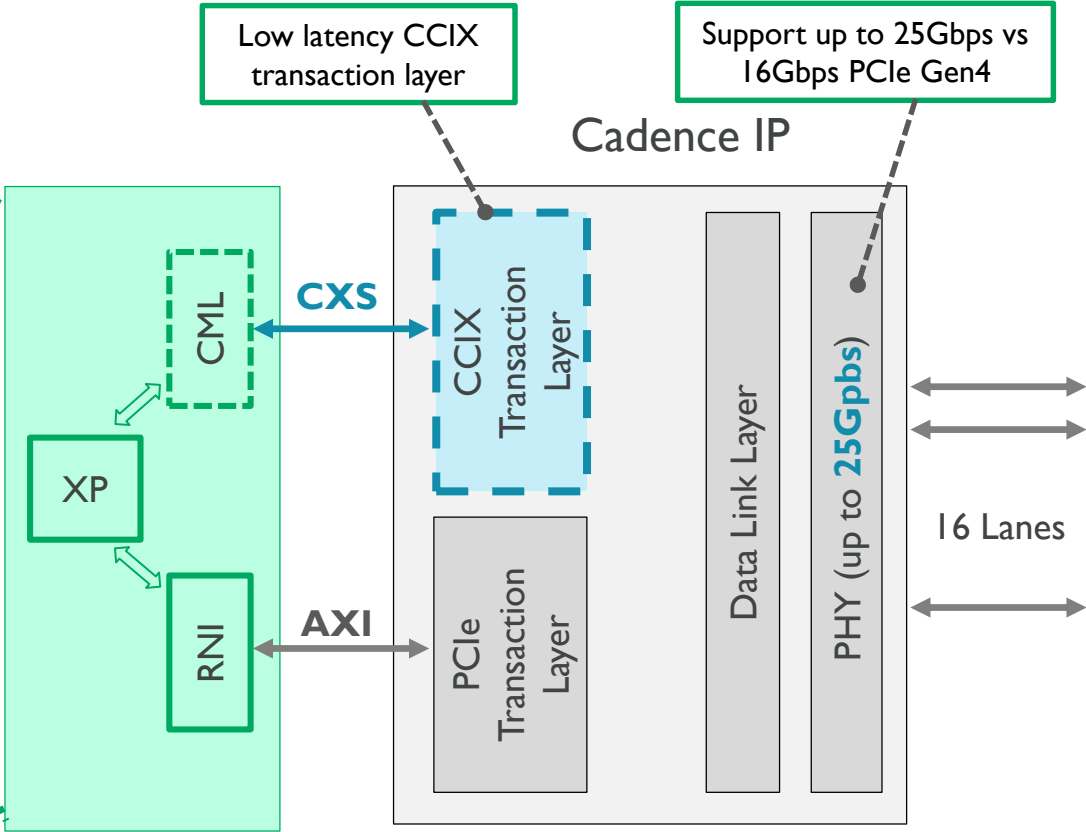 Low latency CCIX
transaction layer
Support up to 25Gbps vs
16Gbps PCIe Gen4
Cadence IP
CML
CXS
CCIX
Transaction
Layer
XP
RNI
AXI
PCIe
Transaction
Layer
Data Link Layer
PHY (up to 25Gpbs)
16 Lanes